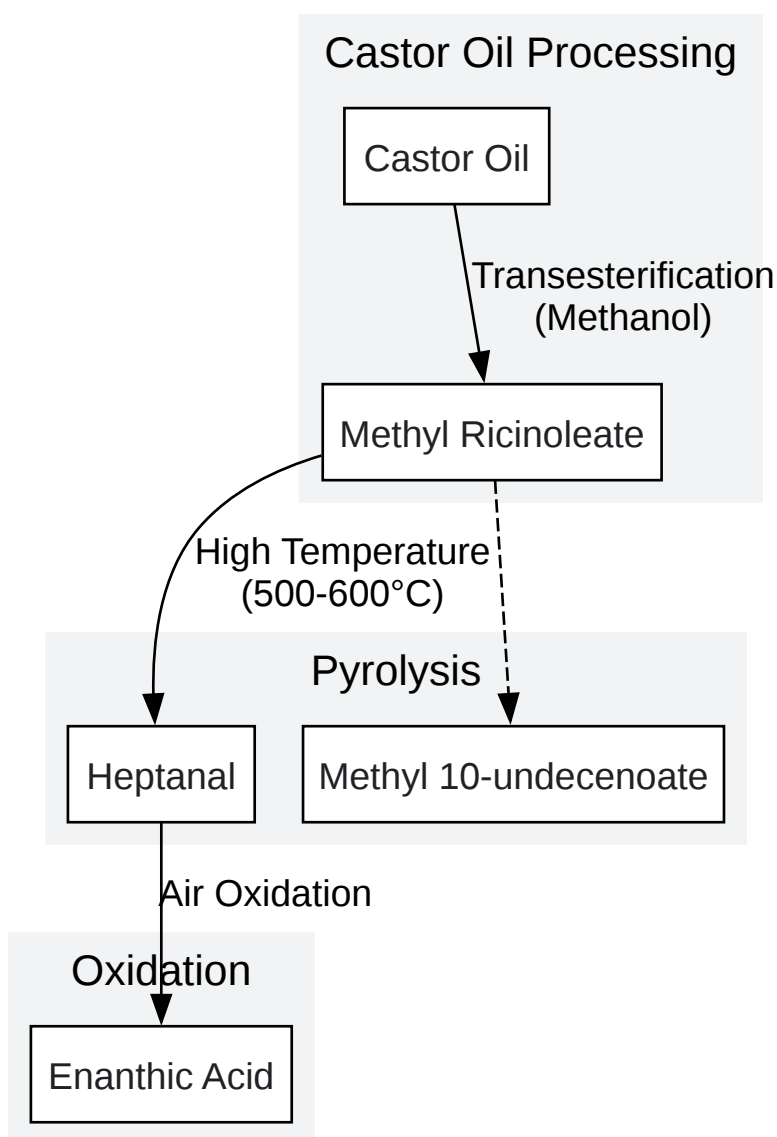 Castor Oil Processing
Castor Oil
Transesterification
(Methanol)
Methyl Ricinoleate
High Temperature
(500-600°C)
Pyrolysis
Heptanal
Methyl 10-undecenoate
Air Oxidation
Oxidation
Enanthic Acid